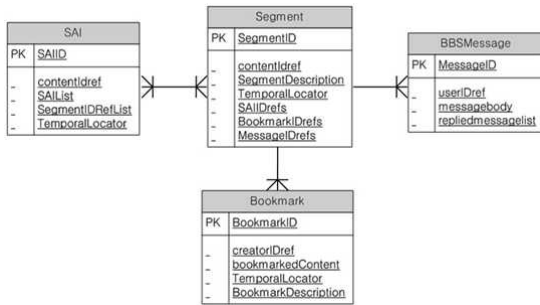 SAI
PK SAIID
_ contentIdref
_ SAIList
_ SegmentIDRefList
_ TemporalLocator
Segment
PK SegmentID
_ contentIdref
_ SegmentDescription
_ TemporalLocator
_ SAIIDrefs
_ BookmarkIDrefs
_ MessageIDrefs
BBSMessage
PK MessageID
_ userIDref
_ messagebody
_ repliedmessagelist
Bookmark
PK BookmarkID
_ creatorIDref
_ bookmarkedContent
_ TemporalLocator
_ BookmarkDescription